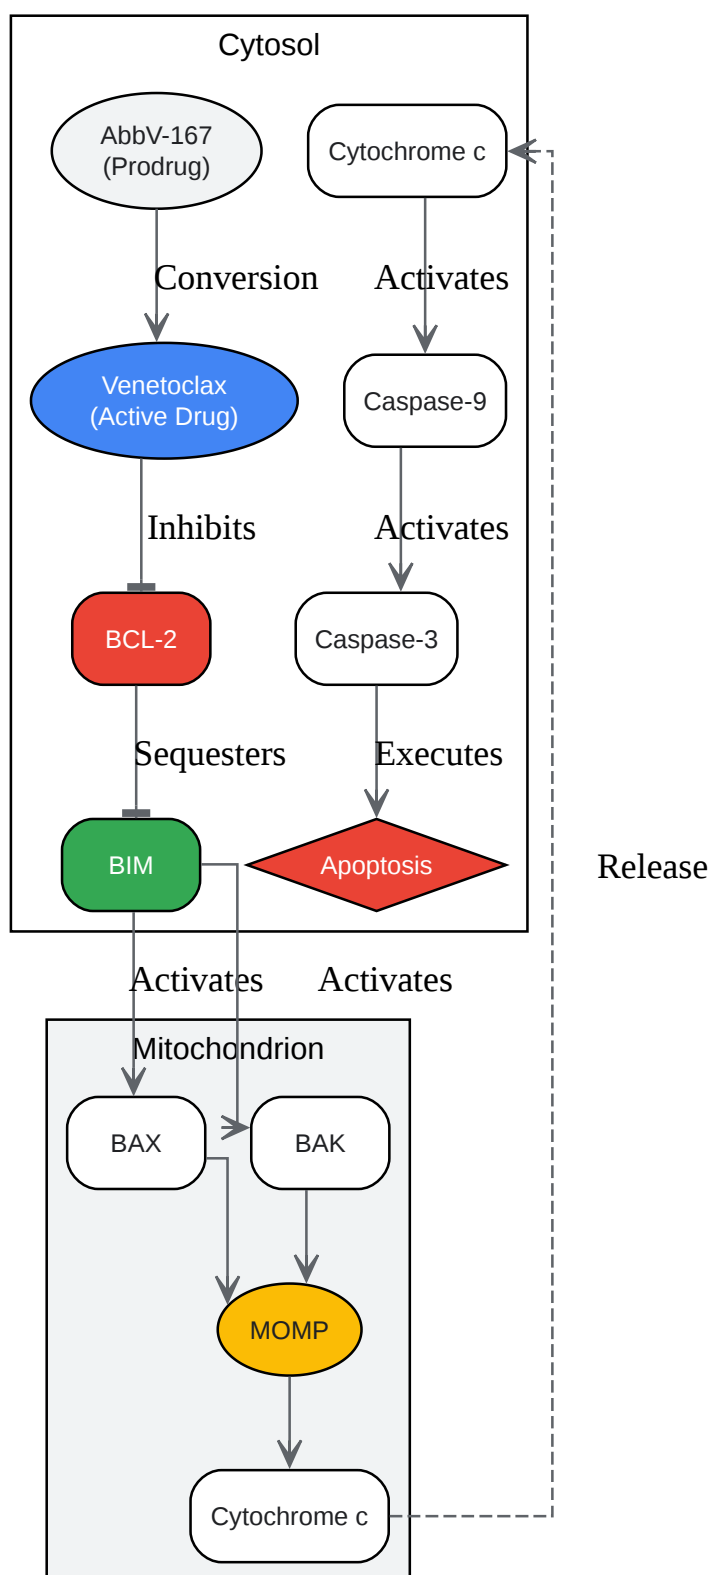 Cytosol
AbbV-167
(Prodrug)
Cytochrome c
Conversion
Activates
Venetoclax
(Active Drug)
Caspase-9
Inhibits
Activates
BCL-2
Caspase-3
Sequesters
Executes
BIM
Apoptosis
Release
Activates
Activates
Mitochondrion
BAX
BAK
MOMP
Cytochrome c